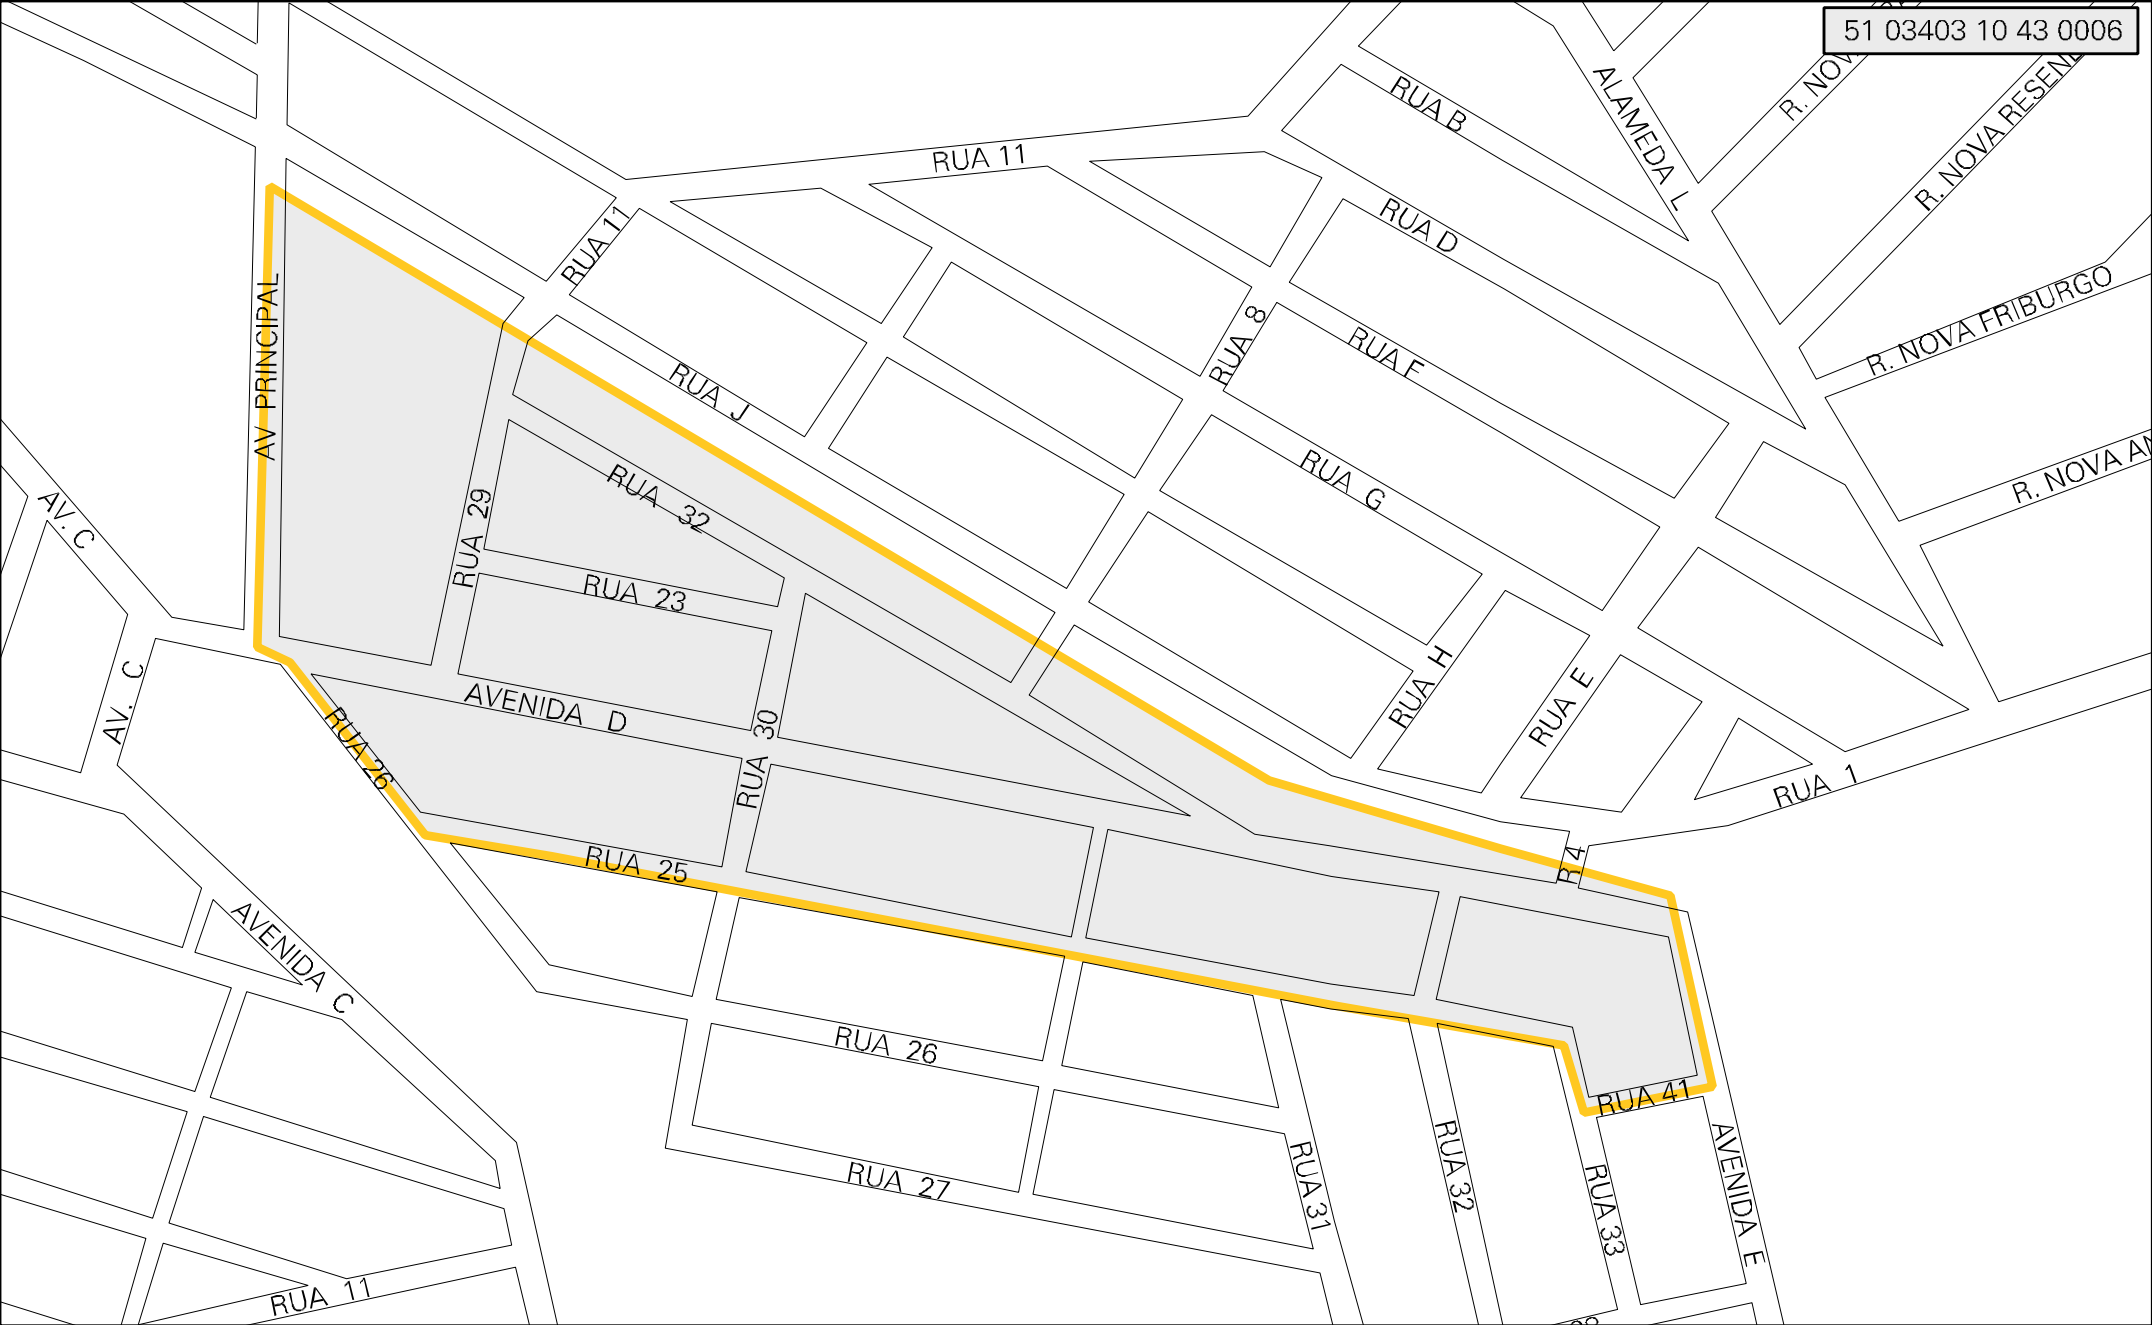 51 03403 10 43 0006
RUA B
ALAMEDA L
R. NOVA RESENDE
RUA 11
RUA 11
RUA D
R. NOVA FRIBURGO
AV PRINCIPAL
RUA 8
RUA F
RUA J
RUA G
R. NOVA
AV. C
RUA 29
RUA 32
RUA 23
AV. C
RUA H
RUA E
AVENIDA D
RUA 30
RUA 26
RUA 1
RUA 25
R 4
AVENIDA C
RUA 26
RUA 41
RUA 27
RUA 31
RUA 32
RUA 33
AVENIDA E
RUA 11